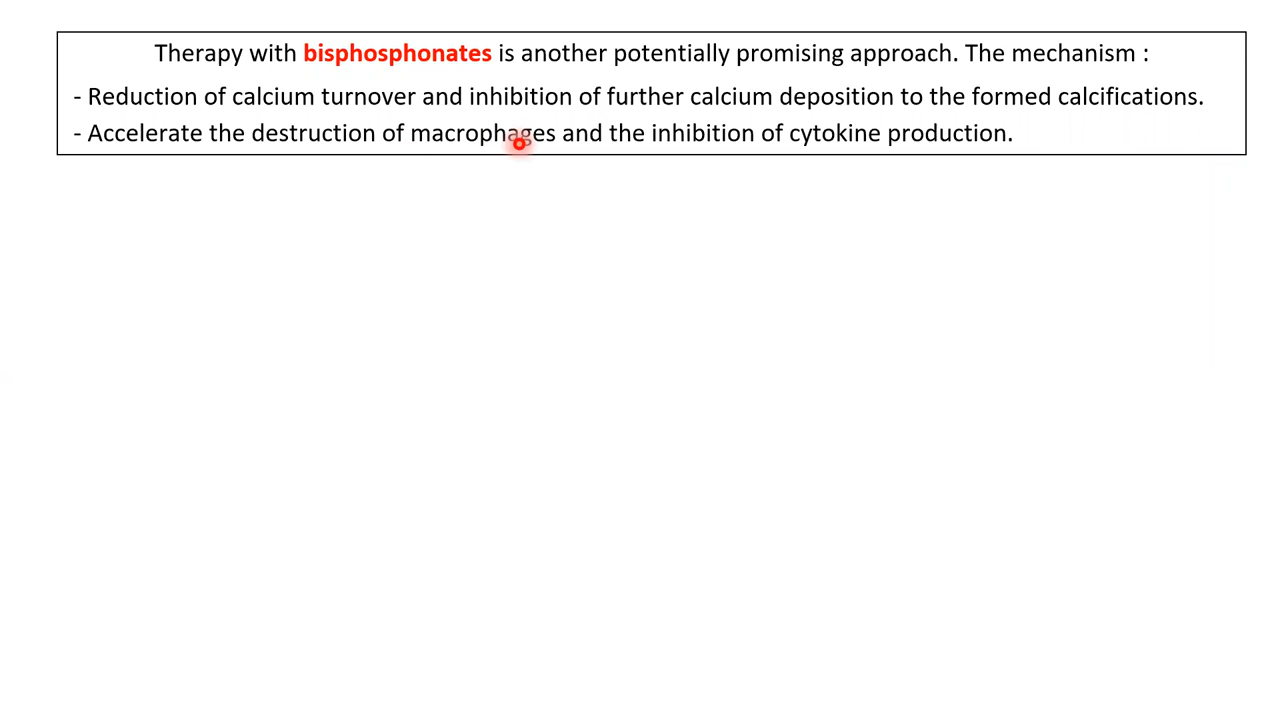 Therapy with bisphosphonates is another potentially promising approach. The mechanism :
- Reduction of calcium turnover and inhibition of further calcium deposition to the formed calcifications.
- Accelerate the destruction of macrophages and the inhibition of cytokine production.